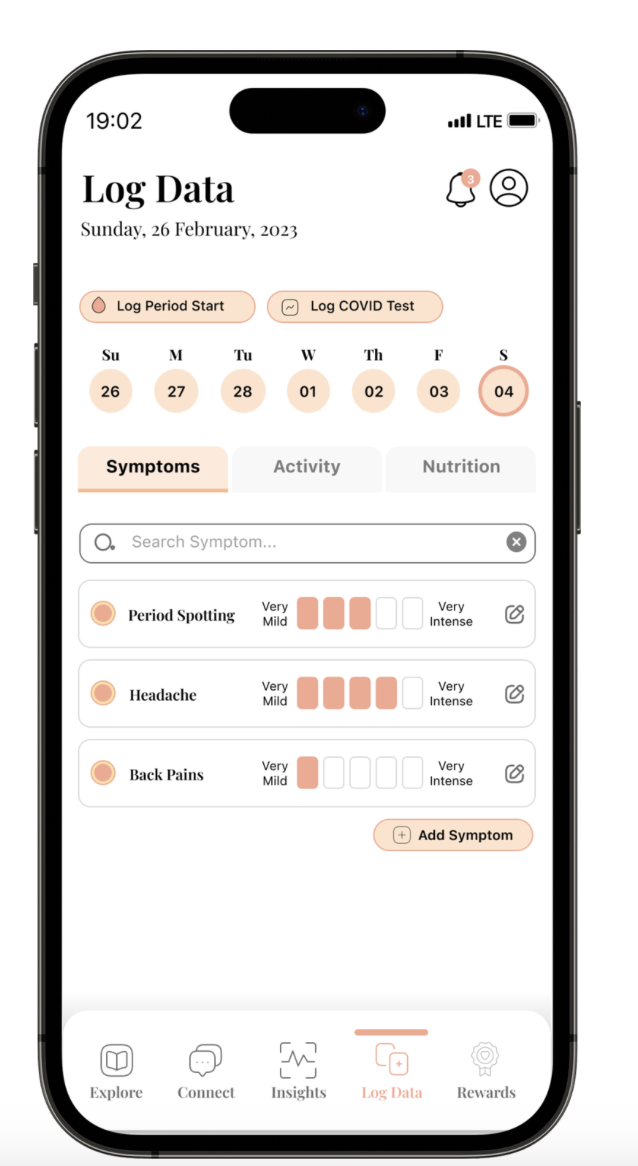 19:02 LTE
Log Data 3
Sunday, 26 February, 2023
Log Period Start Log COVID Test
Su M Tu W Th F S
26 27 28 01 02 03 04
Symptoms Activity Nutrition
Search Symptom...
Period Spotting Very Mild Very Intense
Headache Very Mild Very Intense
Back Pains Very Mild Very Intense
Add Symptom
Explore Connect Insights Log Data Rewards